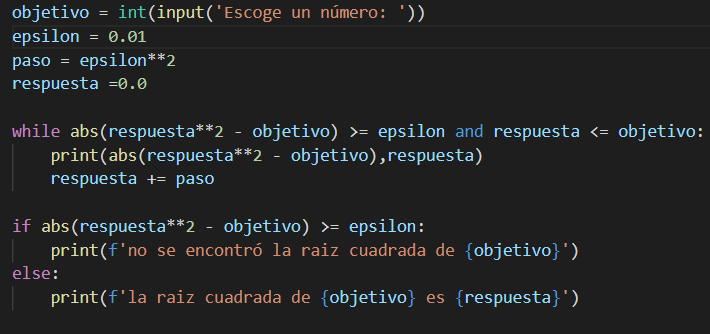 objetivo = int(input('Escoge un número: '))
epsilon = 0.01
paso = epsilon**2
respuesta =0.0
while abs(respuesta**2 - objetivo) >= epsilon and respuesta <= objetivo:
    print(abs(respuesta**2 - objetivo),respuesta)
    respuesta += paso
if abs(respuesta**2 - objetivo) >= epsilon:
    print(f'no se encontró la raiz cuadrada de {objetivo}')
else:
    print(f'la raiz cuadrada de {objetivo} es {respuesta}')